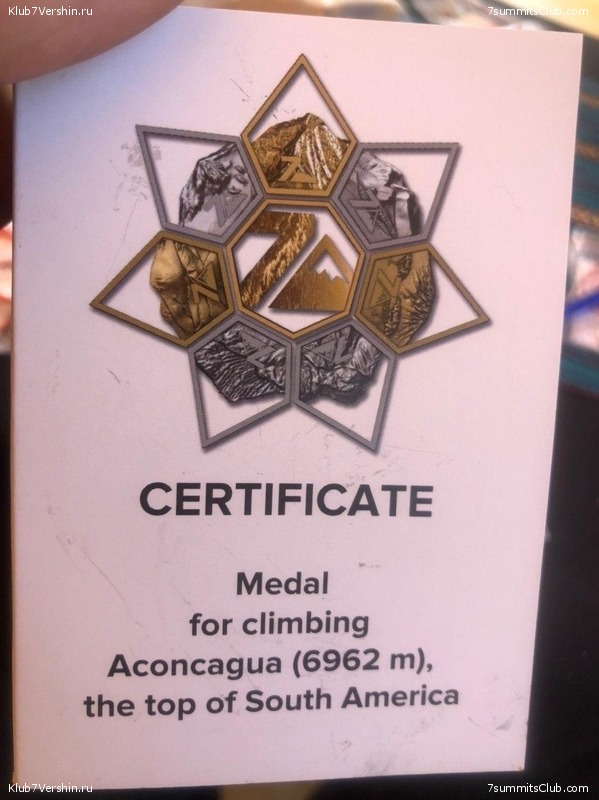 Klub7Vershin.ru 7summitsClub.com
CERTIFICATE
Medal
for climbing
Aconcagua (6962 m),
the top of South America
Klub7Vershin.ru 7summitsClub.com